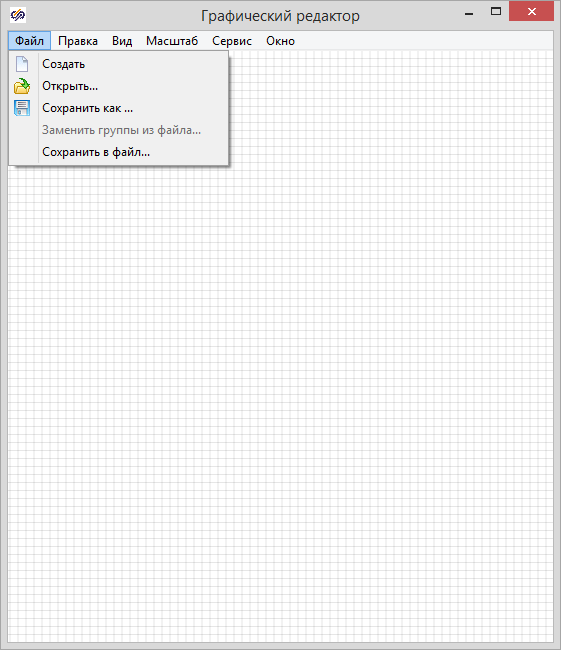 Графический редактор
Файл Правка Вид Масштаб Сервис Окно
Создать
Открыть...
Сохранить как ...
Заменить группы из файла...
Сохранить в файл...